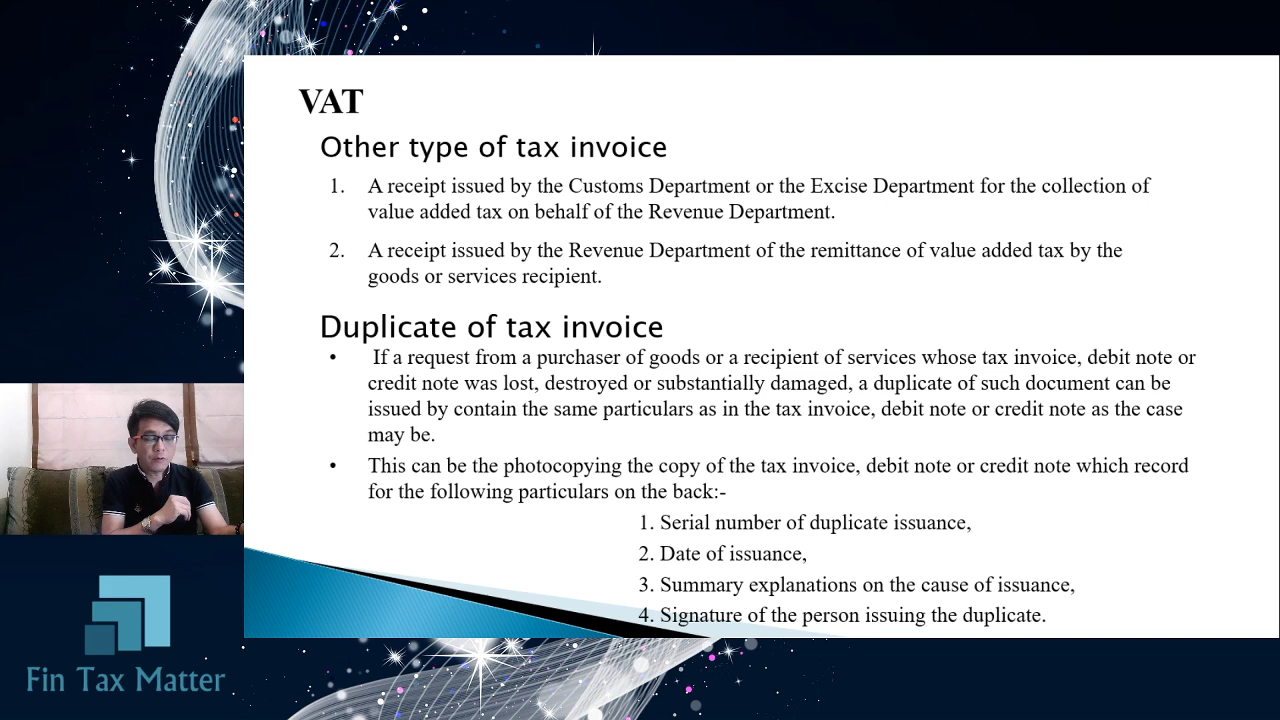 VAT
Other type of tax invoice
1. A receipt issued by the Customs Department or the Excise Department for the collection of
value added tax on behalf of the Revenue Department.
2. A receipt issued by the Revenue Department of the remittance of value added tax by the
goods or services recipient.
Duplicate of tax invoice
• If a request from a purchaser of goods or a recipient of services whose tax invoice, debit note or
credit note was lost, destroyed or substantially damaged, a duplicate of such document can be
issued by contain the same particulars as in the tax invoice, debit note or credit note as the case
may be.
• This can be the photocopying the copy of the tax invoice, debit note or credit note which record
for the following particulars on the back:-
1. Serial number of duplicate issuance,
2. Date of issuance,
3. Summary explanations on the cause of issuance,
4. Signature of the person issuing the duplicate.
Fin Tax Matter